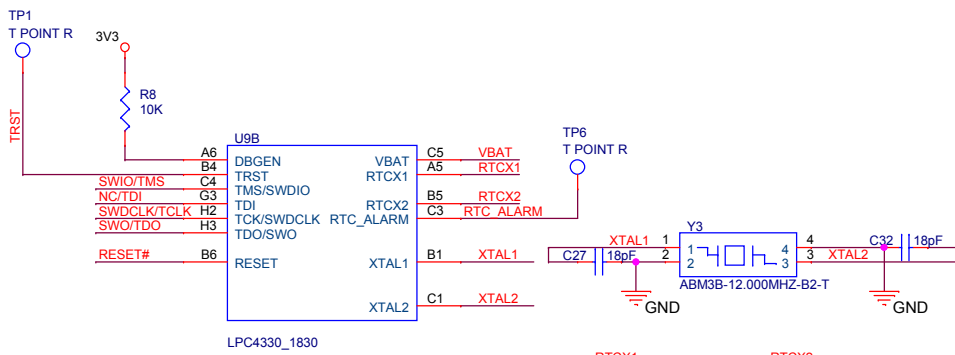 TP1
T POINT R
3V3
R8
10K
TRST
U9B
A6
DBGEN
B4
TRST
SWIO/TMS
C4
TMS/SWDIO
NC/TDI
G3
TDI
SWDCLK/TCLK
H2
TCK/SWDCLK
SWO/TDO
H3
TDO/SWO
RESET#
B6
RESET
VBAT
C5
VBAT
RTCX1
A5
RTCX1
RTCX2
B5
RTCX2
RTC_ALARM
C3
RTC_ALARM
XTAL1
B1
XTAL1
XTAL2
C1
XTAL2
LPC4330_1830
TP6
T POINT R
Y3
XTAL1
1
1
4
4
C32
18pF
C27
18pF
2
2
3
3
XTAL2
ABM3B-12.000MHZ-B2-T
GND
GND
RTCX1